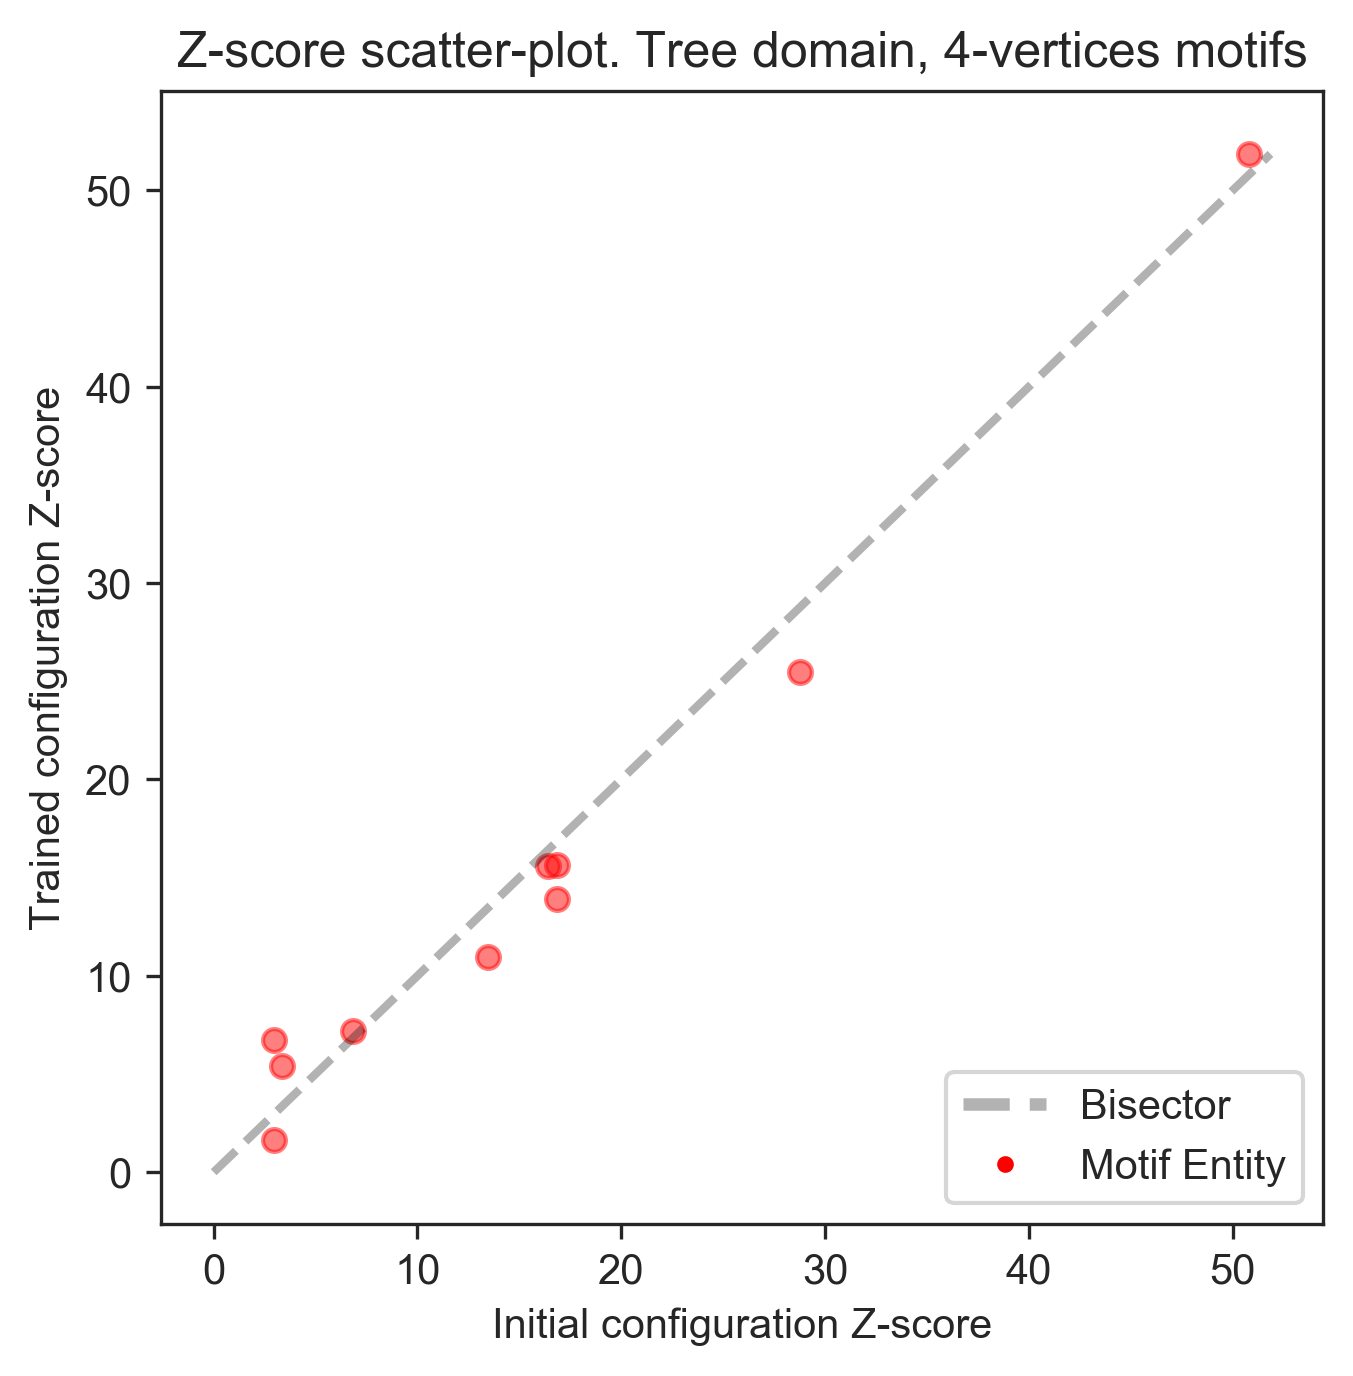 Z-score scatter-plot. Tree domain, 4-vertices motifs
Trained configuration Z-score
50
40
30
20
10
0
Bisector
Motif Entity
0 10 20 30 40 50
Initial configuration Z-score